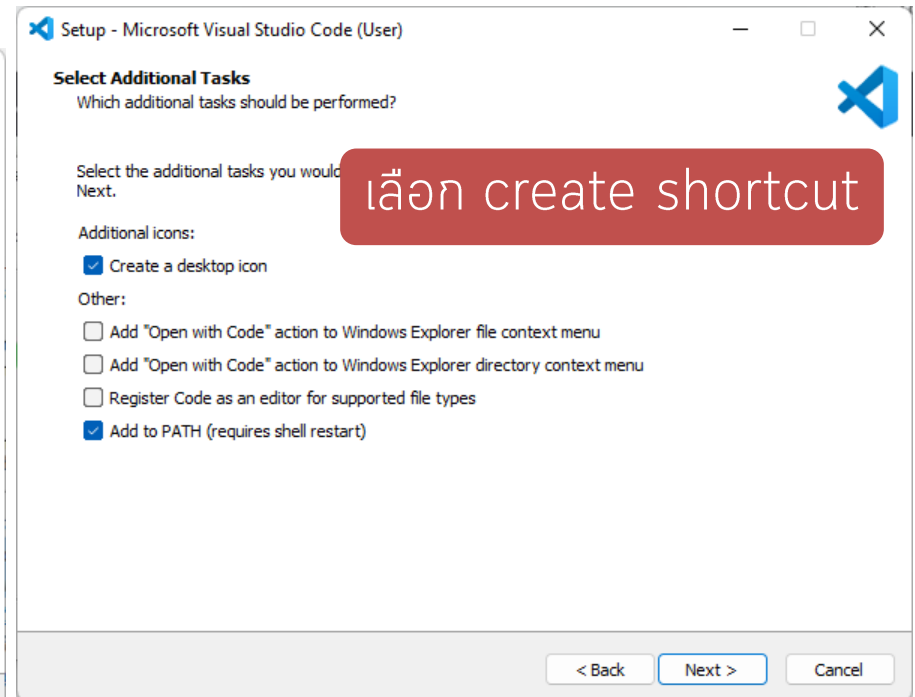 Setup - Microsoft Visual Studio Code (User)
Select Additional Tasks
Which additional tasks should be performed?
Select the additional tasks you would
Next.
เลือก create shortcut
Additional icons:
Create a desktop icon
Other:
Add "Open with Code" action to Windows Explorer file context menu
Add "Open with Code" action to Windows Explorer directory context menu
Register Code as an editor for supported file types
Add to PATH (requires shell restart)
< Back Next > Cancel